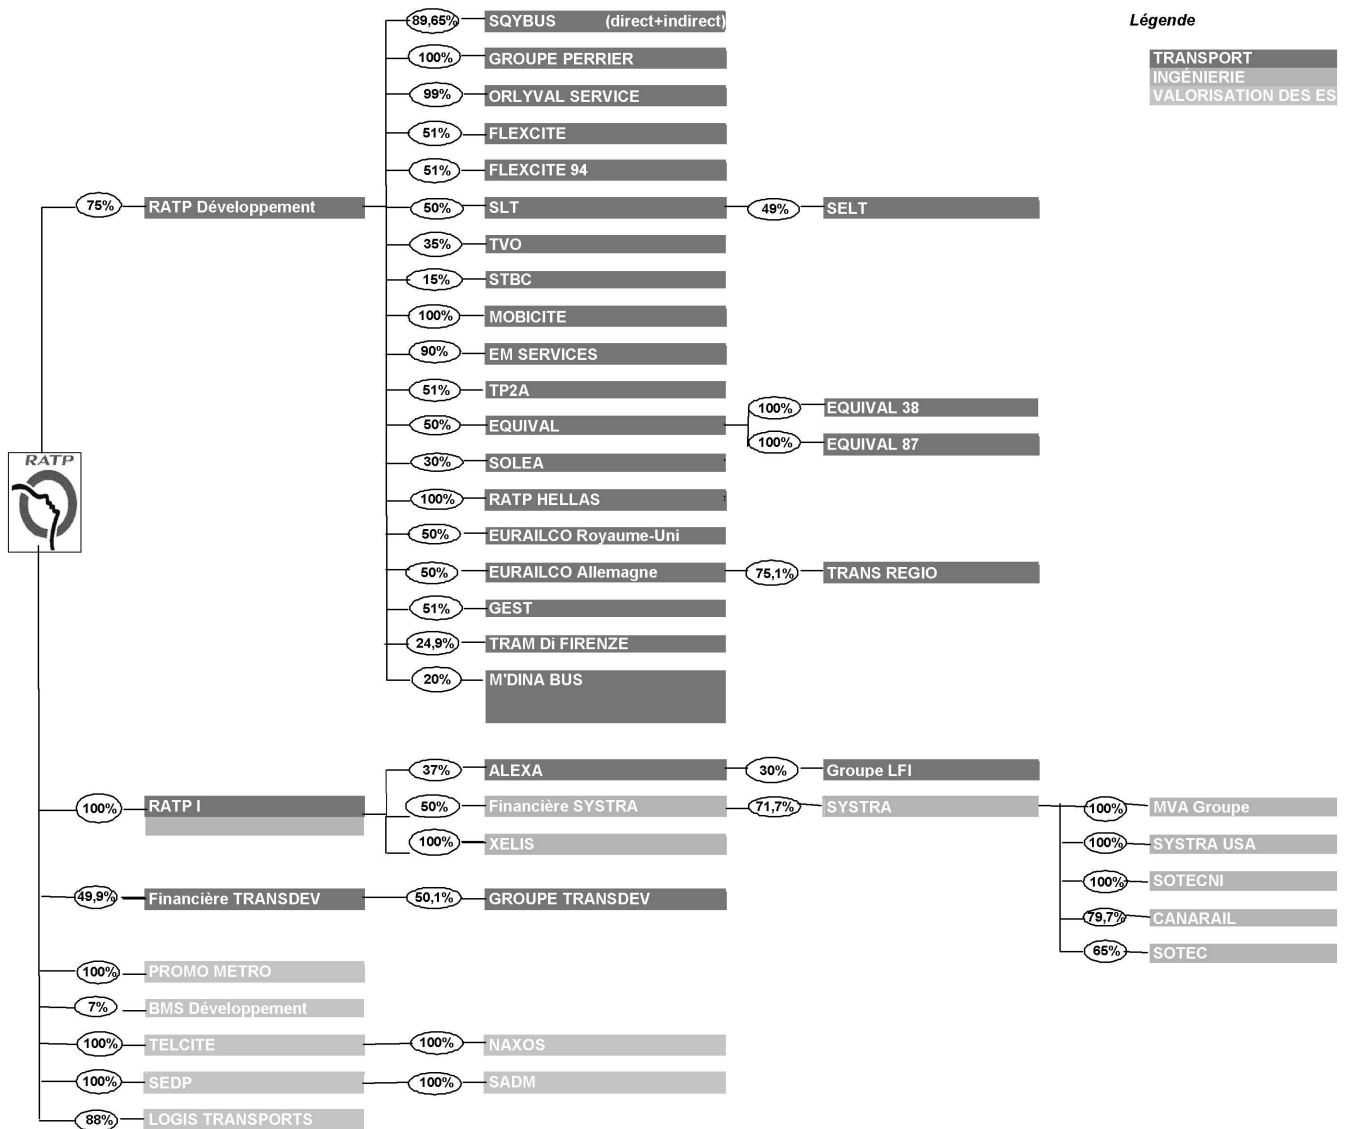 89,65% SQYBUS (direct+indirect)
Légende
100% GROUPE PERRIER
TRANSPORT
INGÉNIERIE
VALORISATION DES ES
99% ORLYVAL SERVICE
51% FLEXCITE
51% FLEXCITE 94
75% RATP Développement 50% SLT 49% SELT
35% TVO
15% STBC
100% MOBICITE
90% EM SERVICES
51% TP2A
100% EQUIVAL 38
50% EQUIVAL
100% EQUIVAL 87
RATP
30% SOLEA
100% RATP HELLAS
50% EURAILCO Royaume-Uni
50% EURAILCO Allemagne 75,1% TRANS REGIO
51% GEST
24,9% TRAM Di FIRENZE
20% M'DINA BUS
37% ALEXA 30% Groupe LFI
100% RATP I 50% Financière SYSTRA 71,7% SYSTRA 100% MVA Groupe
100% XELIS 100% SYSTRA USA
100% SOTECNI
49,9% Financière TRANSDEV 50,1% GROUPE TRANSDEV
79,7% CANARAIL
65% SOTEC
100% PROMO METRO
7% BMS Développement
100% TELCITE 100% NAXOS
100% SEDP 100% SADM
88% LOGIS TRANSPORTS